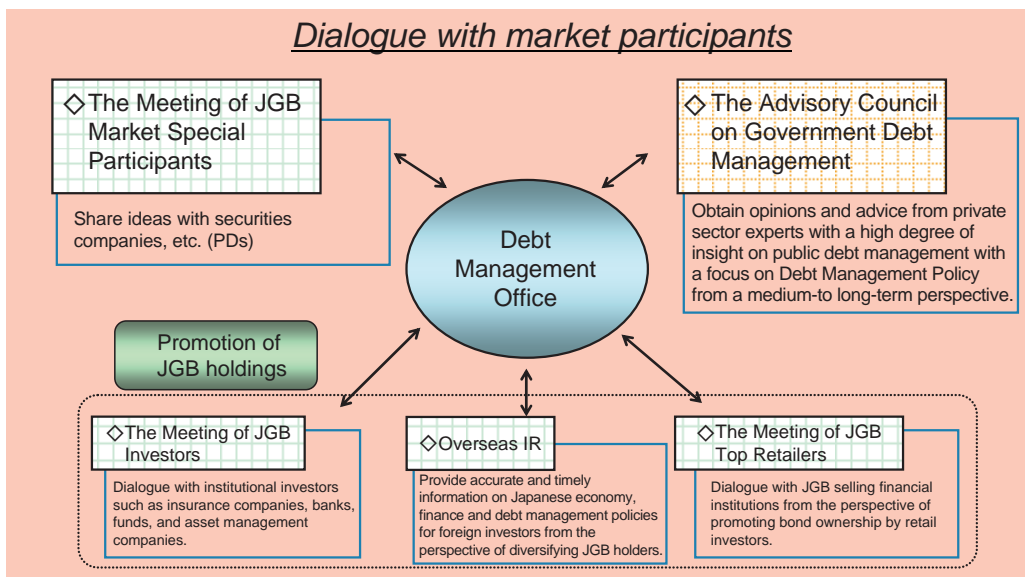 Dialogue with market participants
◇The Meeting of JGB
Market Special
Participants
Share ideas with securities
companies, etc. (PDs)
◇The Advisory Council
on Government Debt
Management
Obtain opinions and advice from private
sector experts with a high degree of
insight on public debt management with
a focus on Debt Management Policy
from a medium-to long-term perspective.
Debt
Management
Office
Promotion of
JGB holdings
◇The Meeting of JGB
Investors
Dialogue with institutional investors
such as insurance companies, banks,
funds, and asset management
companies.
◇Overseas IR
Provide accurate and timely
information on Japanese economy,
finance and debt management policies
for foreign investors from the
perspective of diversifying JGB holders.
◇The Meeting of JGB
Top Retailers
Dialogue with JGB selling financial
institutions from the perspective of
promoting bond ownership by retail
investors.